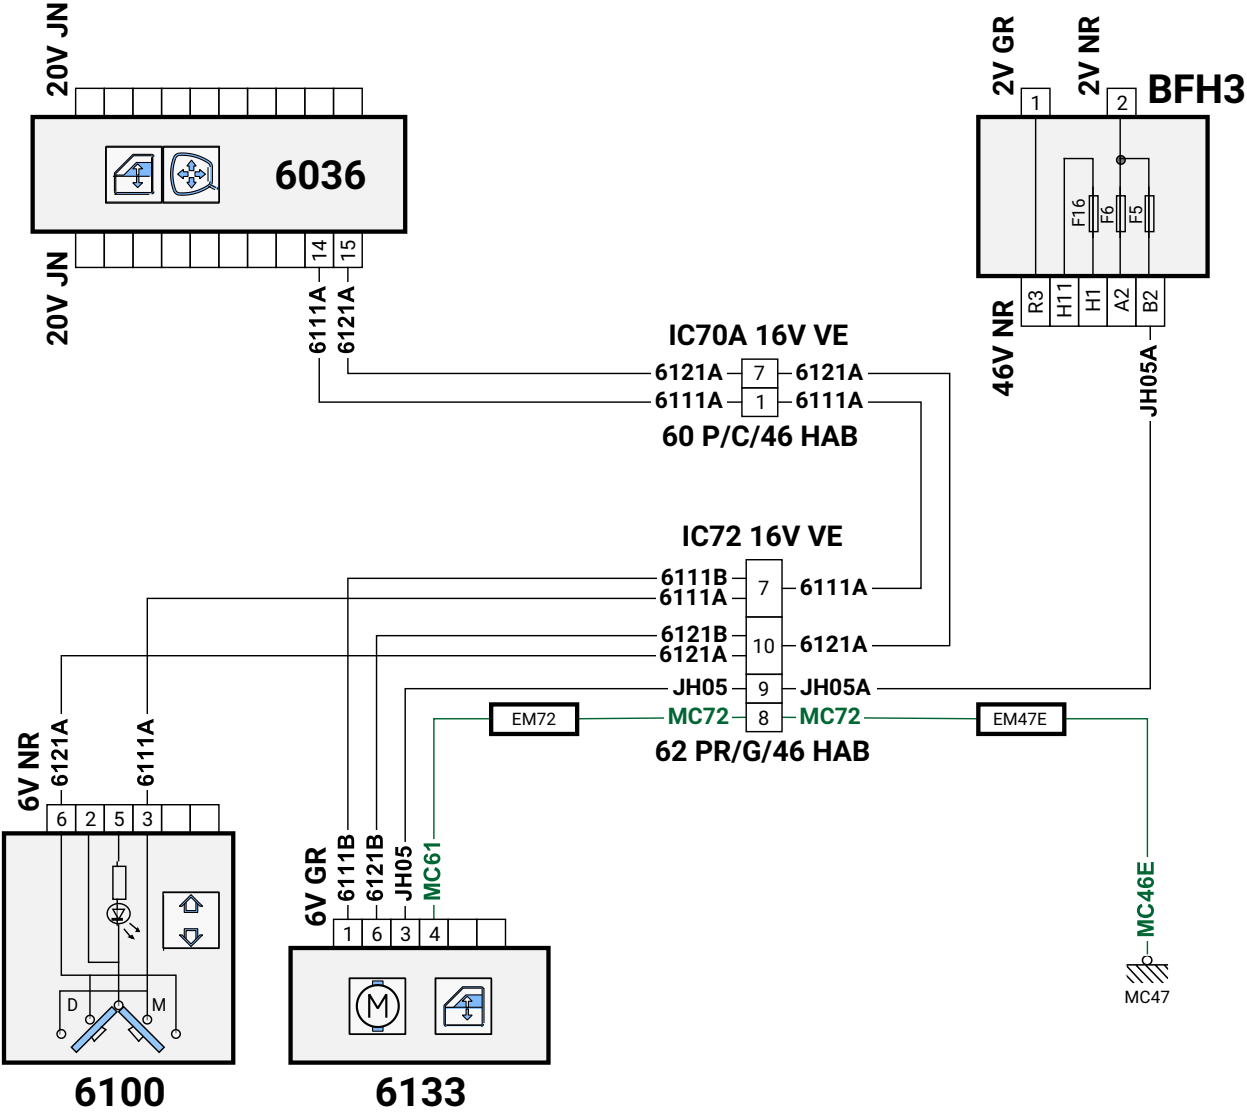 20V JN
6036
14 15
20V JN
6111A
6121A
2V GR
2V NR
BFH3
1 2
F16 F6 F5
R3 H11 H1 A2 B2
46V NR
JH05A
IC70A 16V VE
6121A 7 6121A
6111A 1 6111A
60 P/C/46 HAB
IC72 16V VE
6111B
6111A 7 6111A
6121B
6121A 10 6121A
JH05 9 JH05A
EM72 MC72 8 MC72 EM47E
62 PR/G/46 HAB
6V NR
6121A
6111A
6 2 5 3
D M
6100
6V GR
6111B
6121B
JH05
MC61
1 6 3 4
M
6133
MC46E
MC47